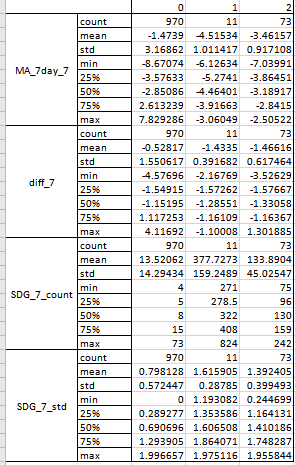 0 1 2
MA_7day_7
count 970 11 73
mean -1.4739 -4.51534 -3.46157
std 3.16862 1.011417 0.917108
min -8.67074 -6.12634 -7.03991
25% -3.57633 -5.2741 -3.86451
50% -2.85086 -4.46401 -3.18917
75% 2.613239 -3.91663 -2.8415
max 7.829286 -3.06049 -2.50522
diff_7
count 970 11 73
mean -0.52817 -1.4335 -1.46616
std 1.550617 0.391682 0.617464
min -4.57696 -2.16769 -3.52629
25% -1.54915 -1.57262 -1.57667
50% -1.15195 -1.28551 -1.33058
75% 1.117253 -1.16109 -1.16367
max 4.11692 -1.10008 1.301885
SDG_7_count
count 970 11 73
mean 13.52062 377.7273 133.8904
std 14.29434 159.2489 45.02547
min 4 271 75
25% 5 278.5 96
50% 8 322 130
75% 15 408 159
max 73 824 242
SDG_7_std
count 970 11 73
mean 0.798128 1.615905 1.392405
std 0.572447 0.28785 0.399493
min 0 1.193082 0.244699
25% 0.289277 1.353586 1.164131
50% 0.690696 1.606508 1.410186
75% 1.293905 1.864071 1.748287
max 1.996657 1.975116 1.955844